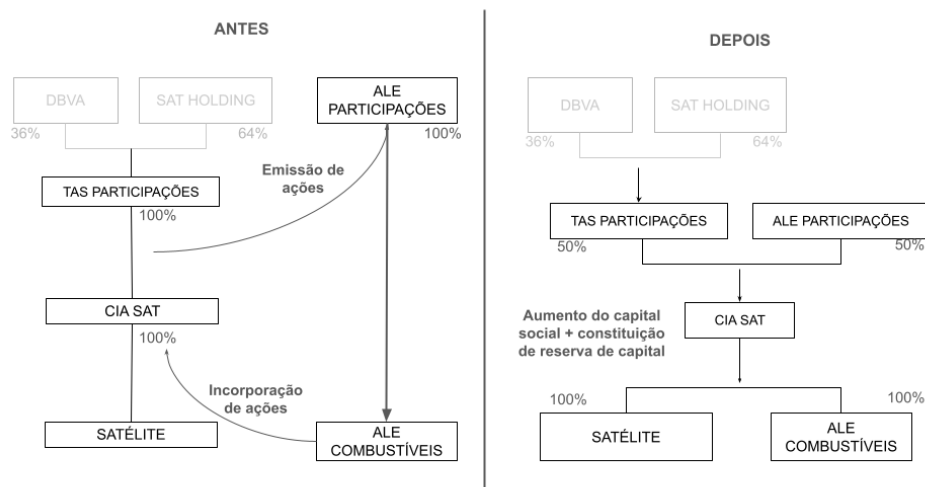 ANTES
DBVA
SAT HOLDING
ALE
PARTICIPAÇÕES
36%
64%
100%
Emissão de
ações
TAS PARTICIPAÇÕES
100%
CIA SAT
100%
Incorporação
de ações
SATÉLITE
ALE
COMBUSTÍVEIS
DEPOIS
DBVA
SAT HOLDING
36%
64%
TAS PARTICIPAÇÕES
ALE PARTICIPAÇÕES
50%
50%
Aumento do capital
social + constituição
de reserva de capital
CIA SAT
100%
100%
SATÉLITE
ALE
COMBUSTÍVEIS